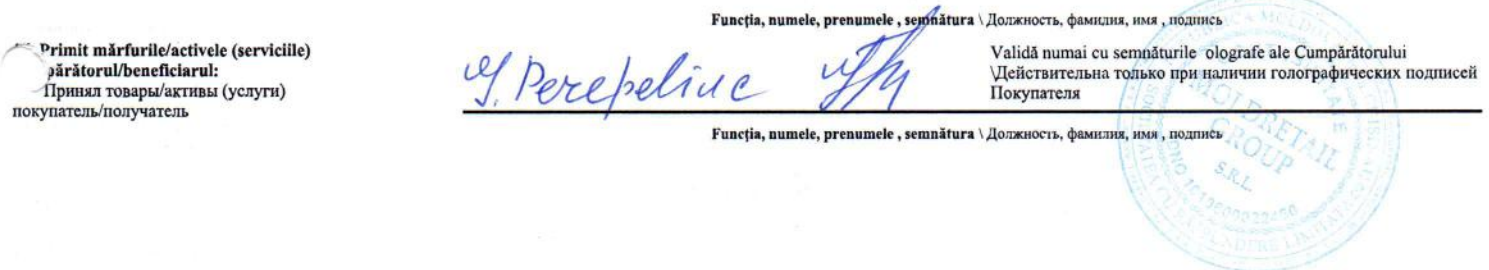 Funcția, numele, prenumele , semnătura \ Должность, фамилия, имя , подпись
Primit mărfurile/activele (serviciile)
părătorul/beneficiarul:
Принял товары/активы (услуги)
покупатель/получатель
Perepeliuc
Validă numai cu semnăturile olografe ale Cumpărătorului
\Действительна только при наличии голографических подписей
Покупателя
Funcția, numele, prenumele , semnătura \ Должность, фамилия, имя , подпись
MOLDRETAIL
GROUP
S.R.L.